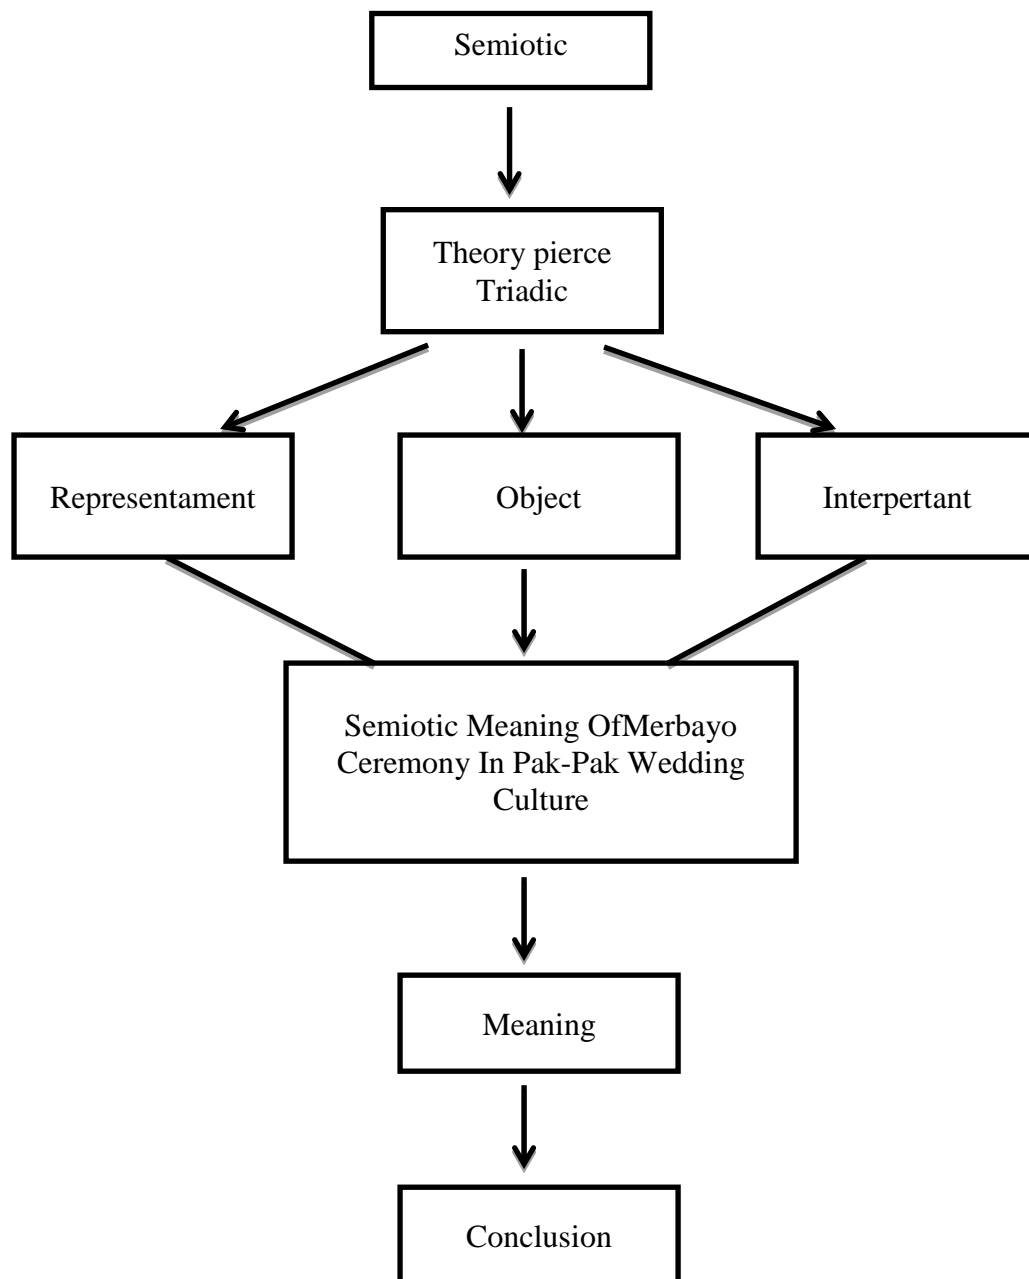 Semiotic
Theory pierce
Triadic
Representament
Object
Interpertant
Semiotic Meaning OfMerbayo
Ceremony In Pak-Pak Wedding
Culture
Meaning
Conclusion